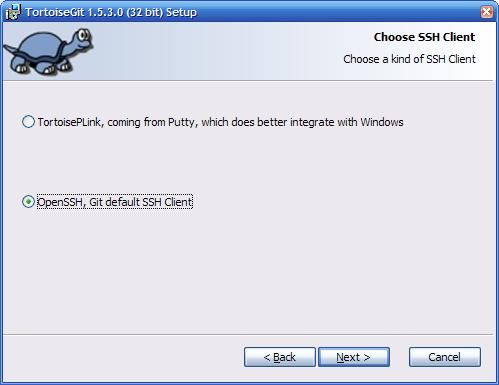 TortoiseGit 1.5.3.0 (32 bit) Setup
Choose SSH Client
Choose a kind of SSH Client
TortoisePLink, coming from Putty, which does better integrate with Windows
OpenSSH, Git default SSH Client
< Back
Next >
Cancel